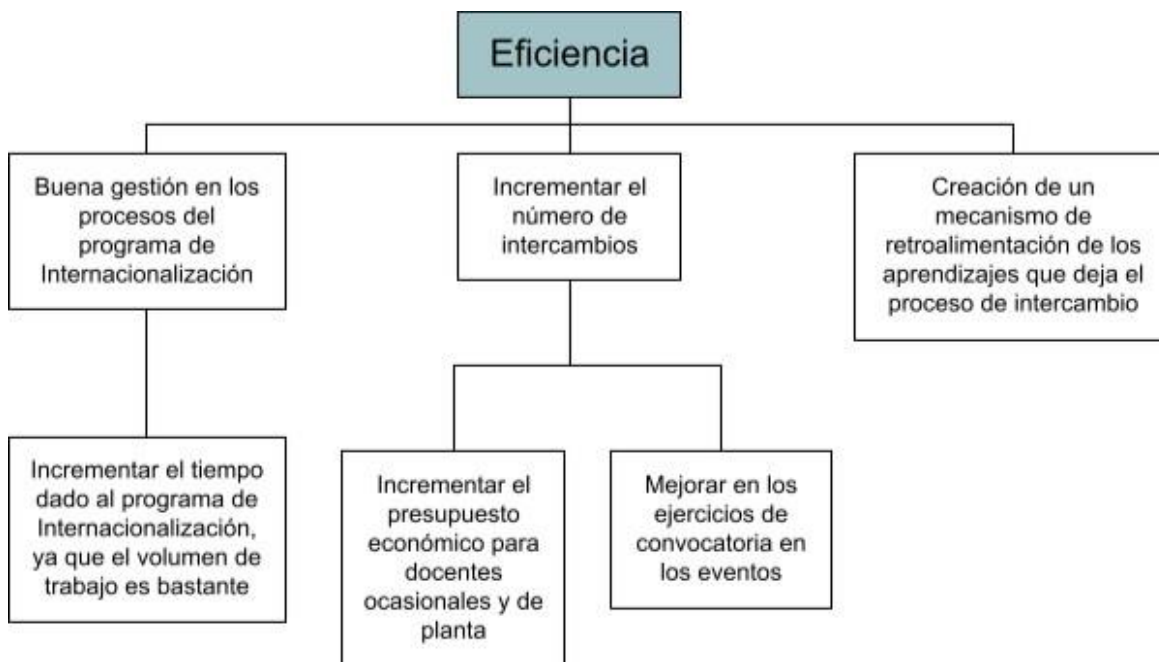 Eficiencia
Buena gestión en los
procesos del
programa de
Internacionalización
Incrementar el
número de
intercambios
Creación de un
mecanismo de
retroalimentación de los
aprendizajes que deja el
proceso de intercambio
Incrementar el tiempo
dado al programa de
Internacionalización,
ya que el volumen de
trabajo es bastante
Incrementar el
presupuesto
económico para
docentes
ocasionales y de
planta
Mejorar en los
ejercicios de
convocatoria en
los eventos